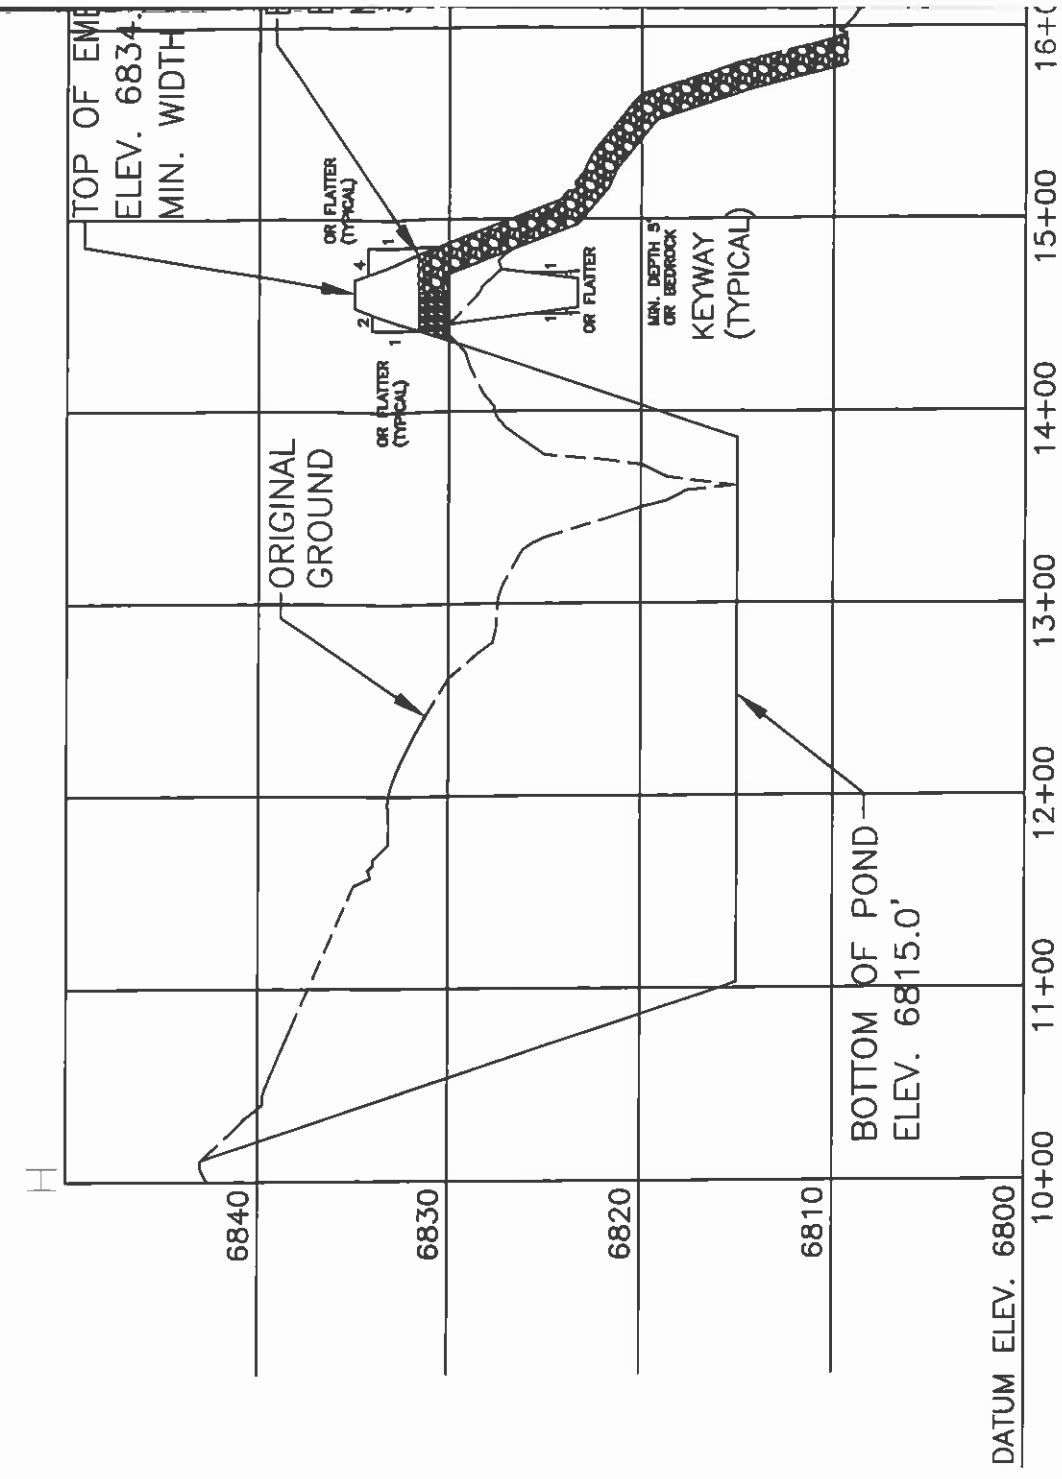 TOP OF EME
ELEV. 6834.
MIN. WIDTH
OR FLATTER
(TYPICAL)
1
4
2
1
OR FLATTER
(TYPICAL)
1
1
OR FLATTER
MIN. DEPTH 5'
OR BEDROCK
KEYWAY
(TYPICAL)
ORIGINAL
GROUND
BOTTOM OF POND
ELEV. 6815.0'
6840
6830
6820
6810
DATUM ELEV. 6800
10+00
11+00
12+00
13+00
14+00
15+00
16+0